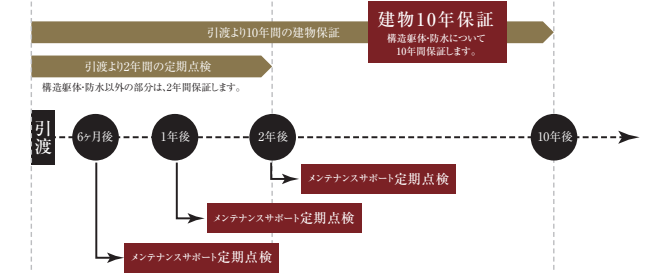 引渡より10年間の建物保証
建物10年保証
構造躯体・防水について
10年間保証します。
引渡より2年間の定期点検
構造躯体・防水以外の部分は、2年間保証します。
引渡
6ヶ月後
1年後
2年後
10年後
メンテナンスサポート定期点検
メンテナンスサポート定期点検
メンテナンスサポート定期点検